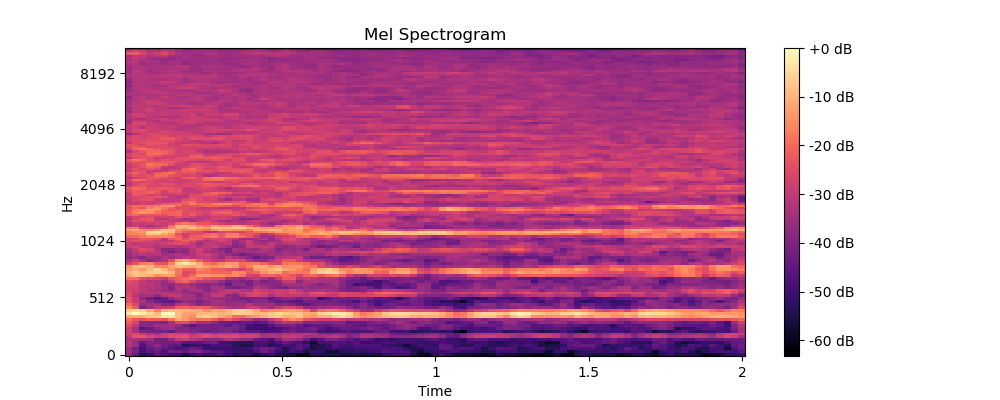 Mel Spectrogram
8192
4096
2048
1024
512
0
Hz
0
0.5
1
1.5
2
Time
+0 dB
-10 dB
-20 dB
-30 dB
-40 dB
-50 dB
-60 dB